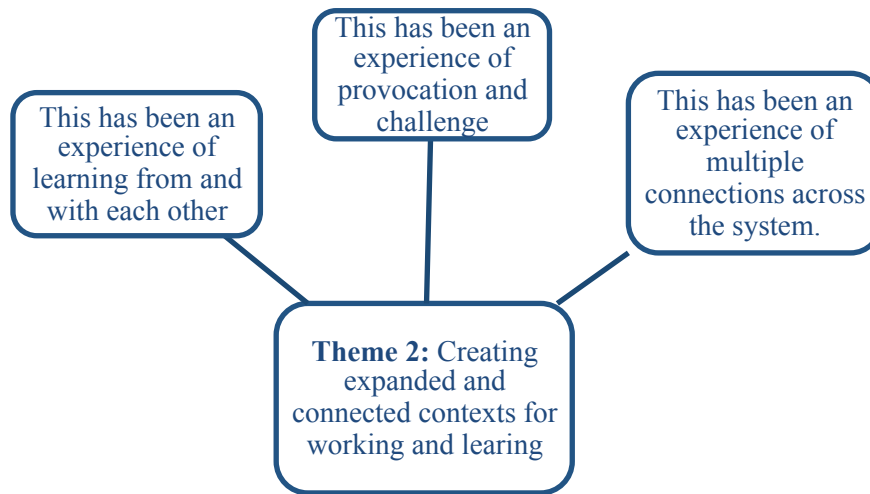 This has been an
experience of
learning from and
with each other
This has been an
experience of
provocation and
challenge
This has been an
experience of
multiple
connections across
the system.
Theme 2: Creating
expanded and
connected contexts for
working and learing